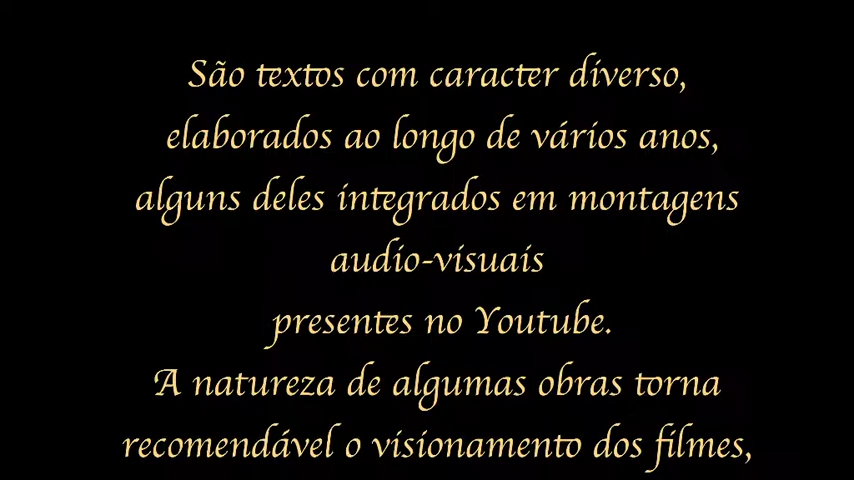 São textos com caracter diverso,
elaborados ao longo de vários anos,
alguns deles integrados em montagens
audio-visuais
presentes no Youtube.
A natureza de algumas obras torna
recomendável o visionamento dos filmes,